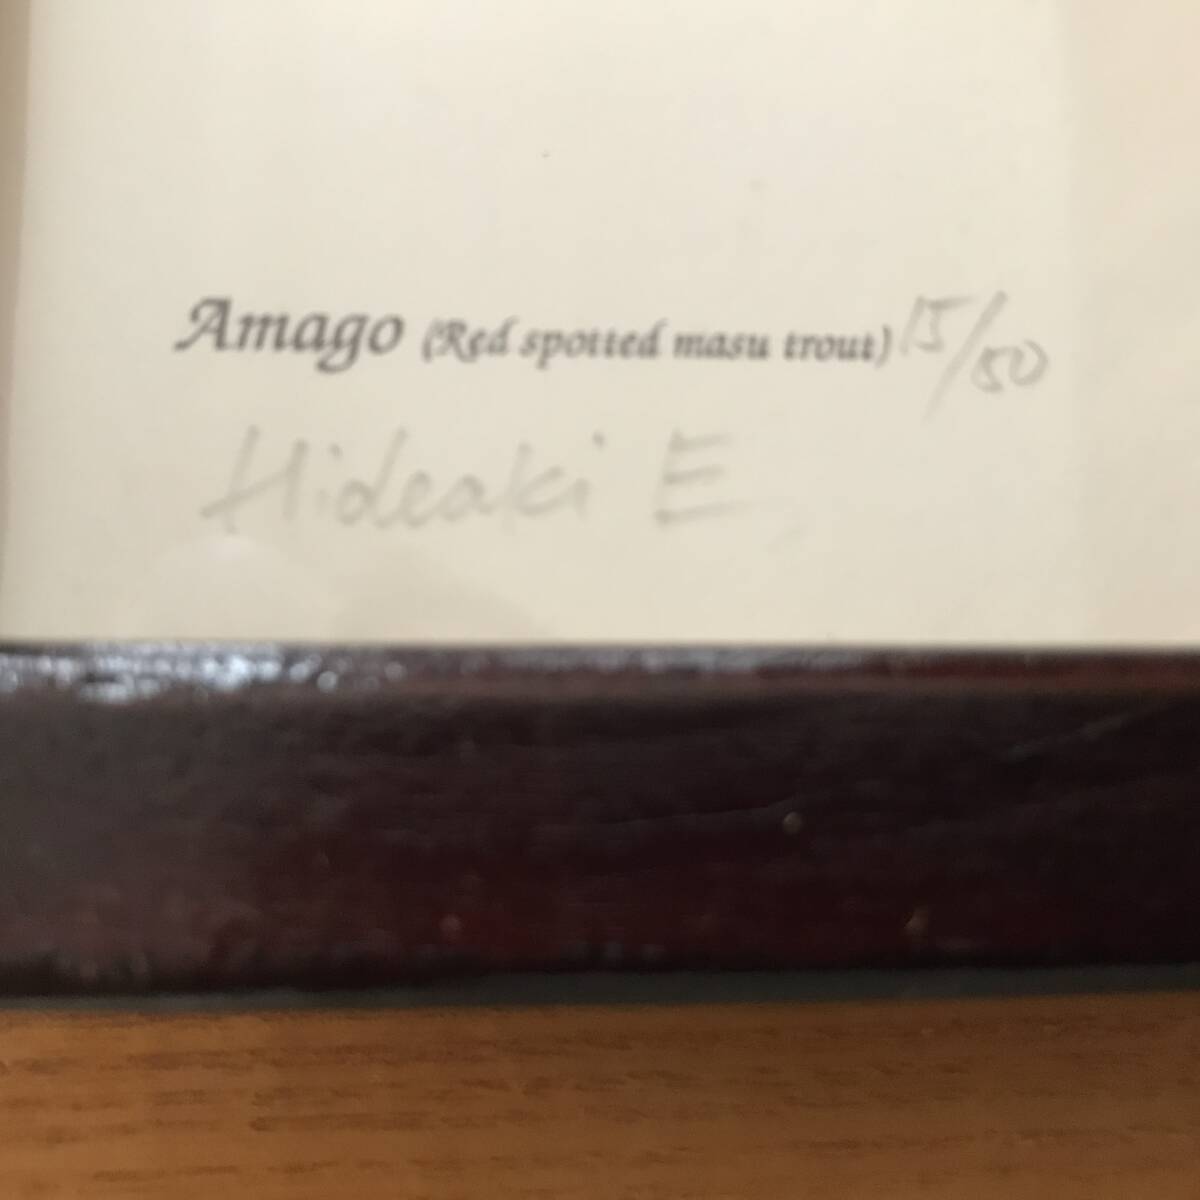 Amago (Red spotted masu trout) 15/50
Hideaki E.